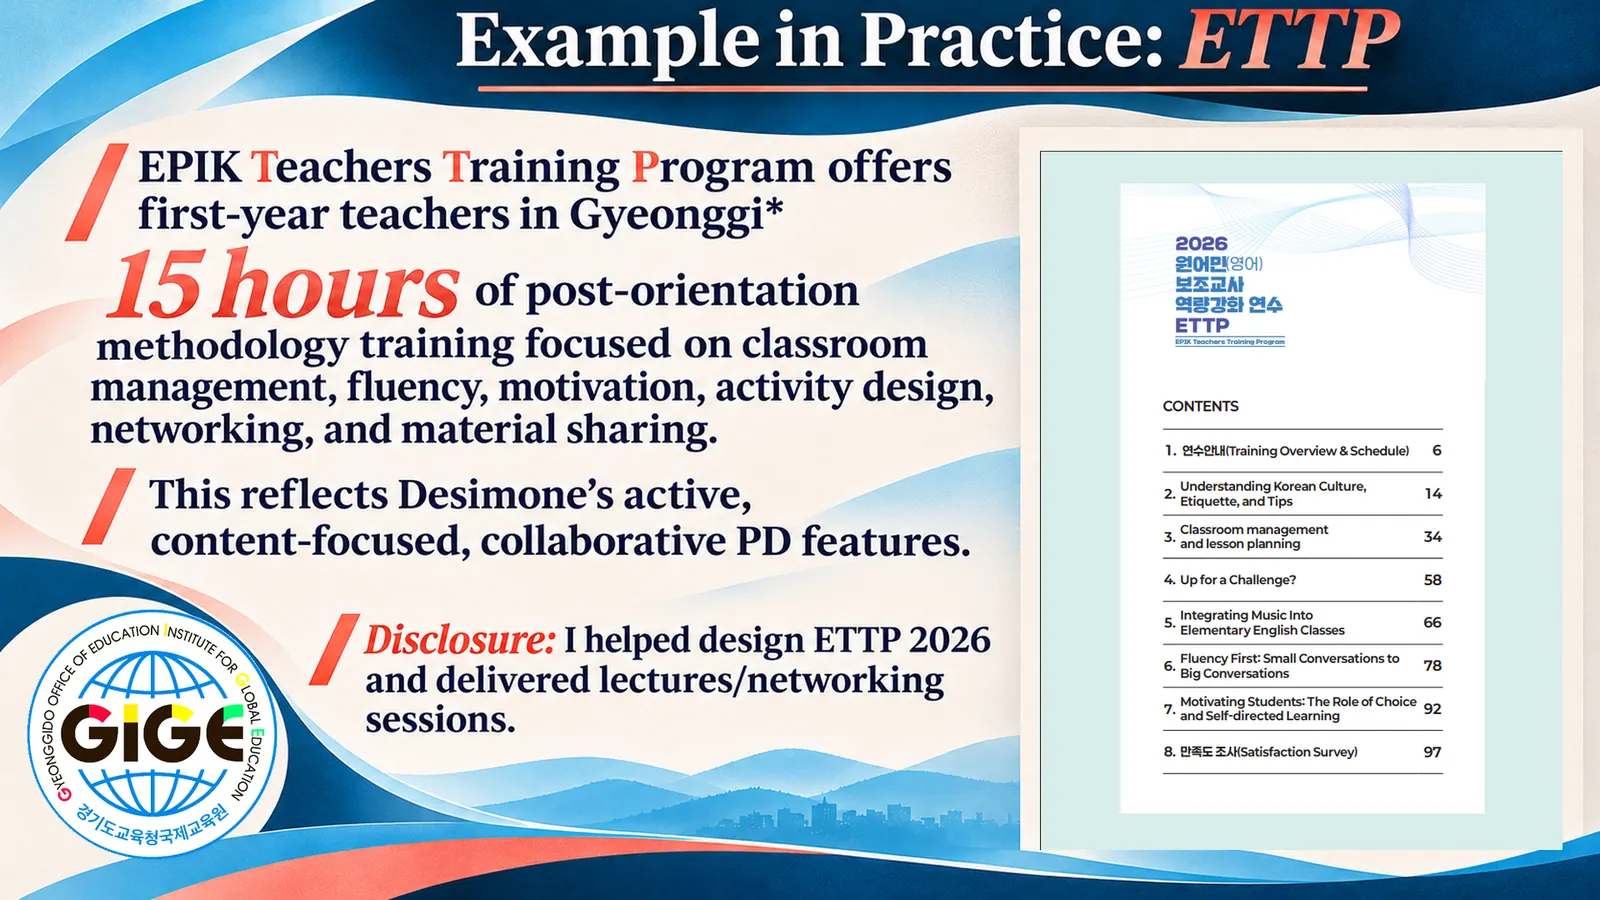 Example in Practice: ETTP
EPIK Teachers Training Program offers
first-year teachers in Gyeonggi*
15 hours of post-orientation
methodology training focused on classroom
management, fluency, motivation, activity design,
networking, and material sharing.
This reflects Desimone's active,
content-focused, collaborative PD features.
Disclosure: I helped design ETTP 2026
and delivered lectures/networking
sessions.
GYEONGGIDO OFFICE OF EDUCATION INSTITUTE FOR GLOBAL EDUCATION
GIGE
경기도교육청국제교육원
2026
원어민(영어)
보조교사
역량강화 연수
ETTP
EPIK Teachers Training Program
CONTENTS
1. 연수안내(Training Overview & Schedule) 6
2. Understanding Korean Culture,
Etiquette, and Tips 14
3. Classroom management
and lesson planning 34
4. Up for a Challenge? 58
5. Integrating Music Into
Elementary English Classes 66
6. Fluency First: Small Conversations to
Big Conversations 78
7. Motivating Students: The Role of Choice
and Self-directed Learning 92
8. 만족도 조사(Satisfaction Survey) 97